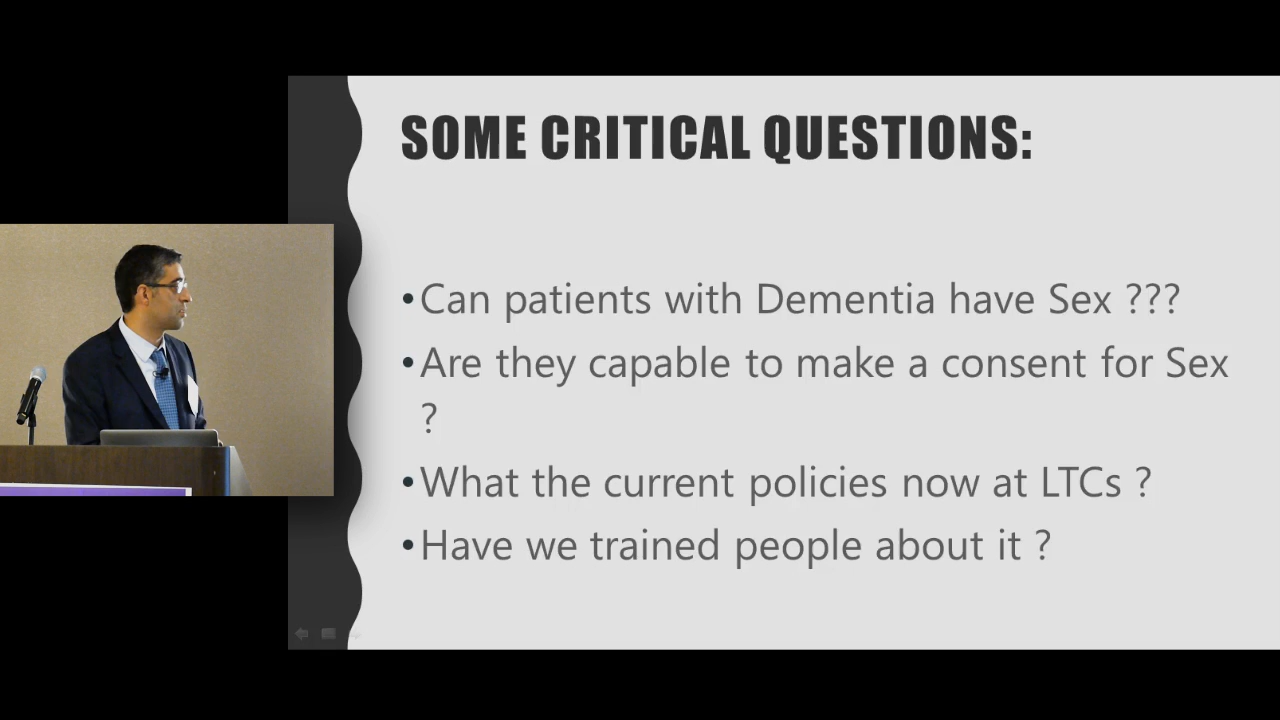 SOME CRITICAL QUESTIONS:
•Can patients with Dementia have Sex ???
•Are they capable to make a consent for Sex
?
•What the current policies now at LTCs ?
•Have we trained people about it ?